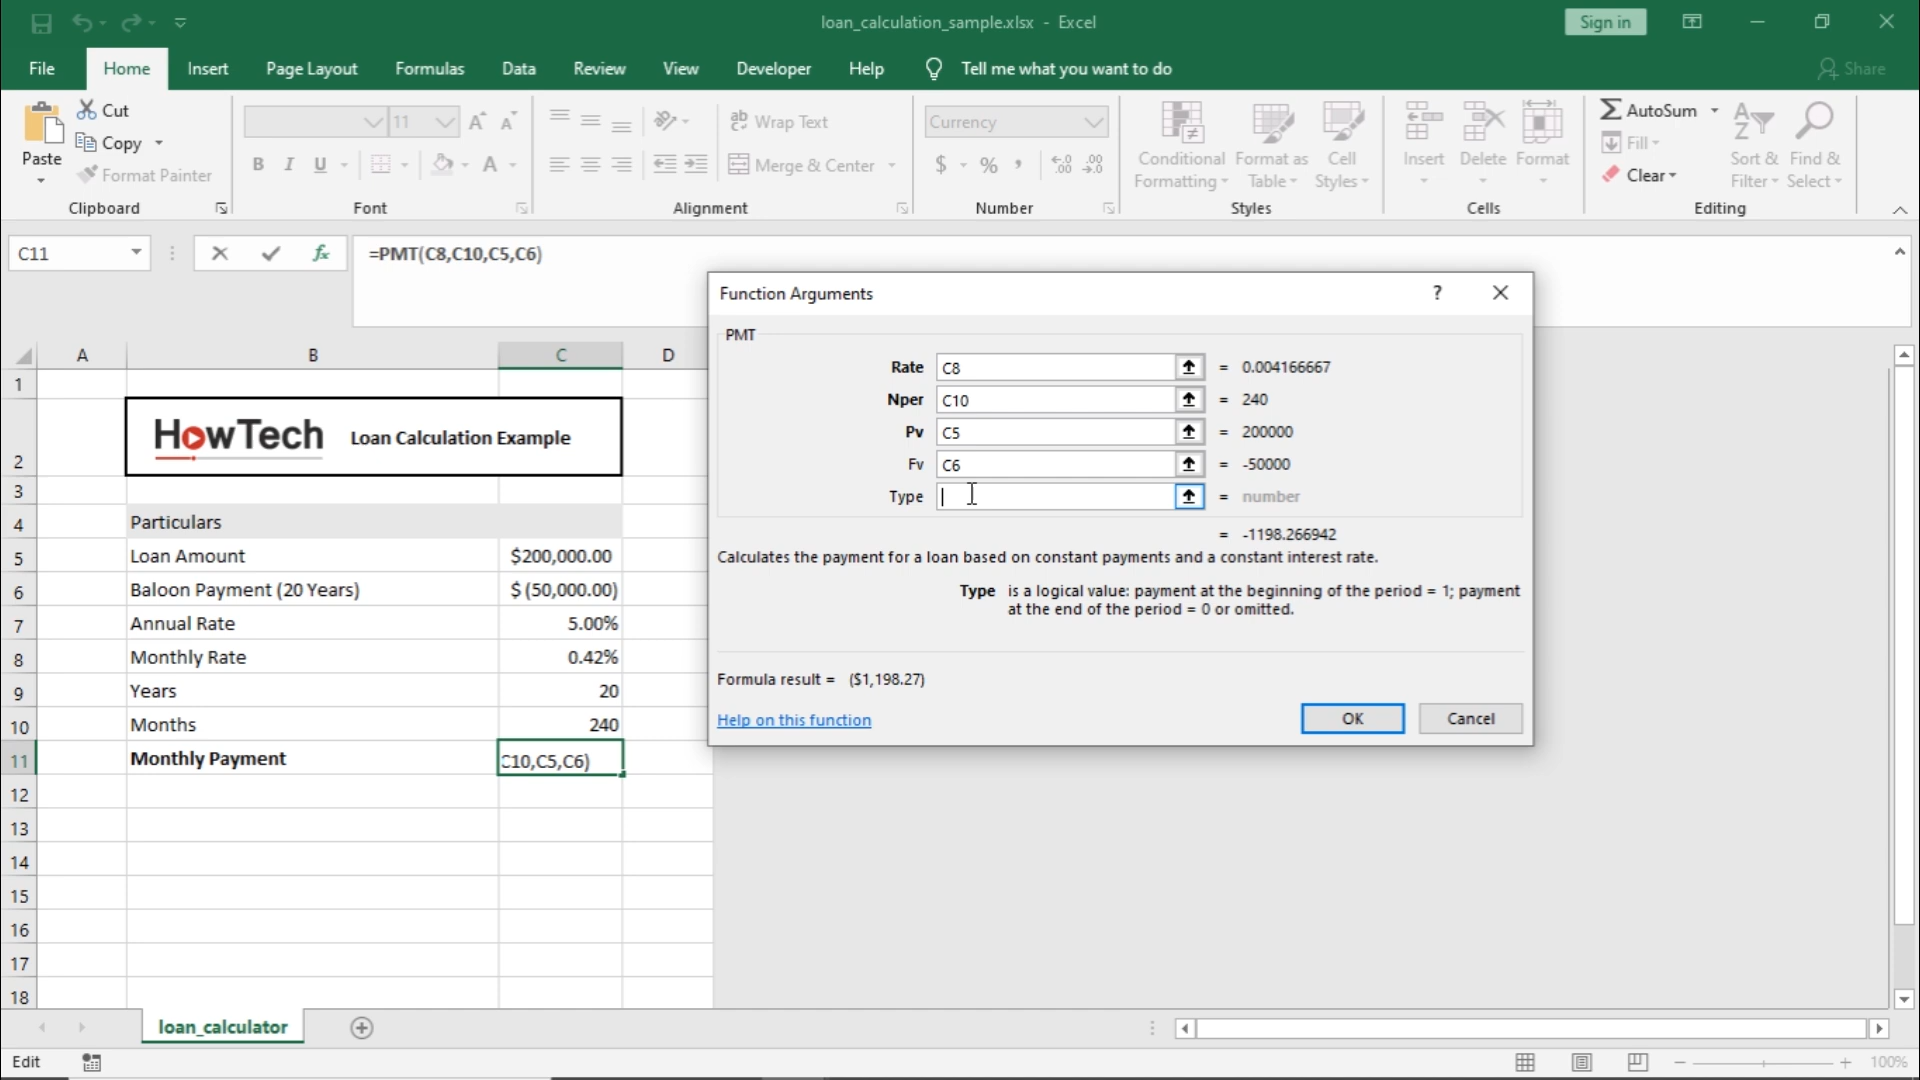 loan_calculation_sample.xlsx - Excel
Sign in
File Home Insert Page Layout Formulas Data Review View Developer Help Tell me what you want to do
Share
Paste
Cut
Copy
Format Painter
Clipboard
11
B I U
A
Font
Wrap Text
Merge & Center
Alignment
Currency
$ % ,
Number
Conditional Formatting
Format as Table
Cell Styles
Styles
Insert Delete Format
Cells
AutoSum
Fill
Clear
Sort & Filter
Find & Select
Editing
C11
fx
=PMT(C8,C10,C5,C6)
A B C D
1
2 HowTech Loan Calculation Example
3
4 Particulars
5 Loan Amount $200,000.00
6 Baloon Payment (20 Years) $ (50,000.00)
7 Annual Rate 5.00%
8 Monthly Rate 0.42%
9 Years 20
10 Months 240
11 Monthly Payment C10,C5,C6)
12
13
14
15
16
17
18
Function Arguments ?
PMT
Rate C8 = 0.004166667
Nper C10 = 240
Pv C5 = 200000
Fv C6 = -50000
Type = number
= -1198.266942
Calculates the payment for a loan based on constant payments and a constant interest rate.
Type is a logical value: payment at the beginning of the period = 1; payment
at the end of the period = 0 or omitted.
Formula result = ($1,198.27)
Help on this function
OK Cancel
loan_calculator
Edit
100%